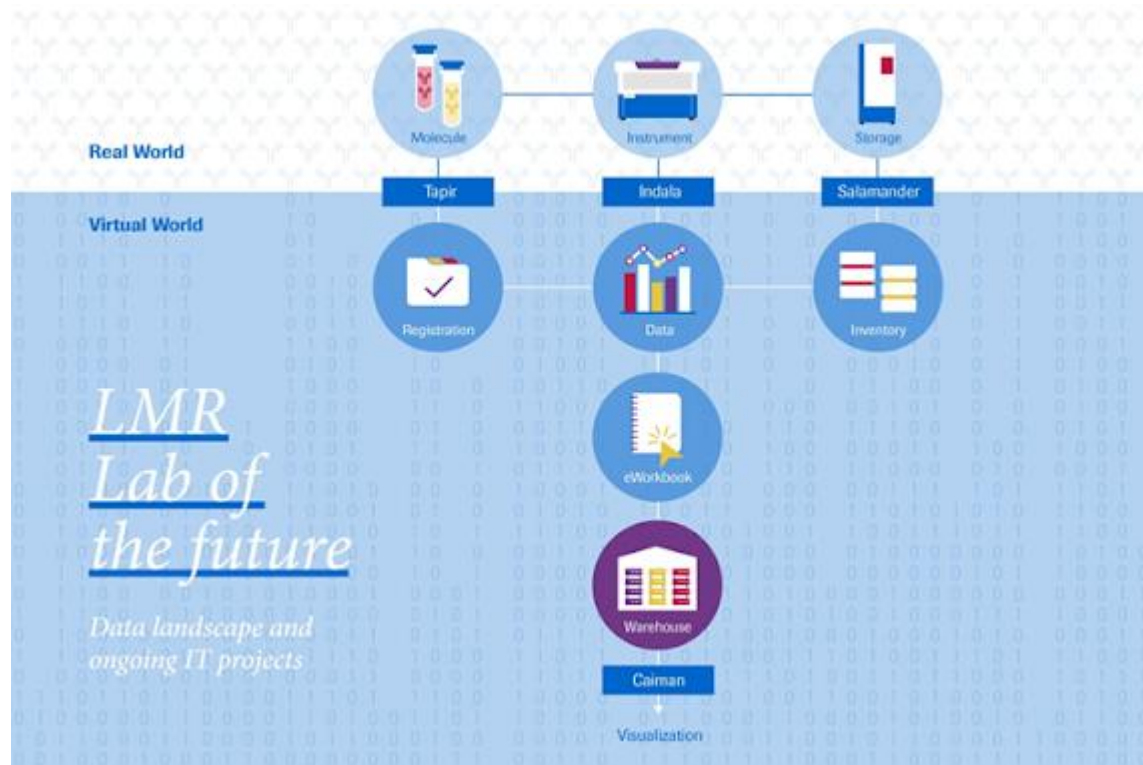 Molecule
Instrument
Storage
Real World
Tapir
Indala
Salamander
Virtual World
Registration
Data
Inventory
LMR
Lab of
the future
eWorkbook
Warehouse
Data landscape and
ongoing IT projects
Caiman
Visualization